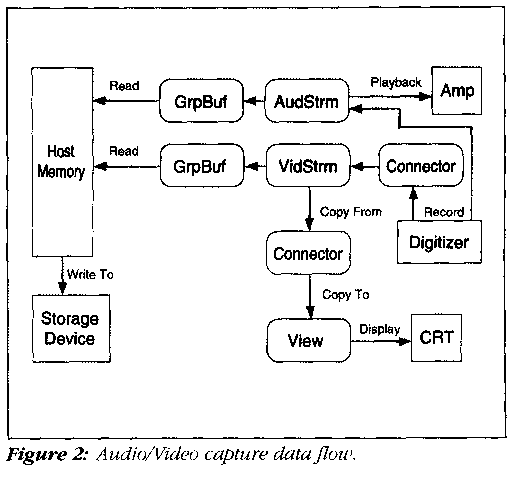 Read
GrpBuf
AudStrm
Playback
Amp
Host
Memory
Read
GrpBuf
VidStrm
Connector
Copy From
Record
Digitizer
Connector
Write To
Copy To
Storage
Device
View
Display
CRT
Figure 2: Audio/Video capture data flow.